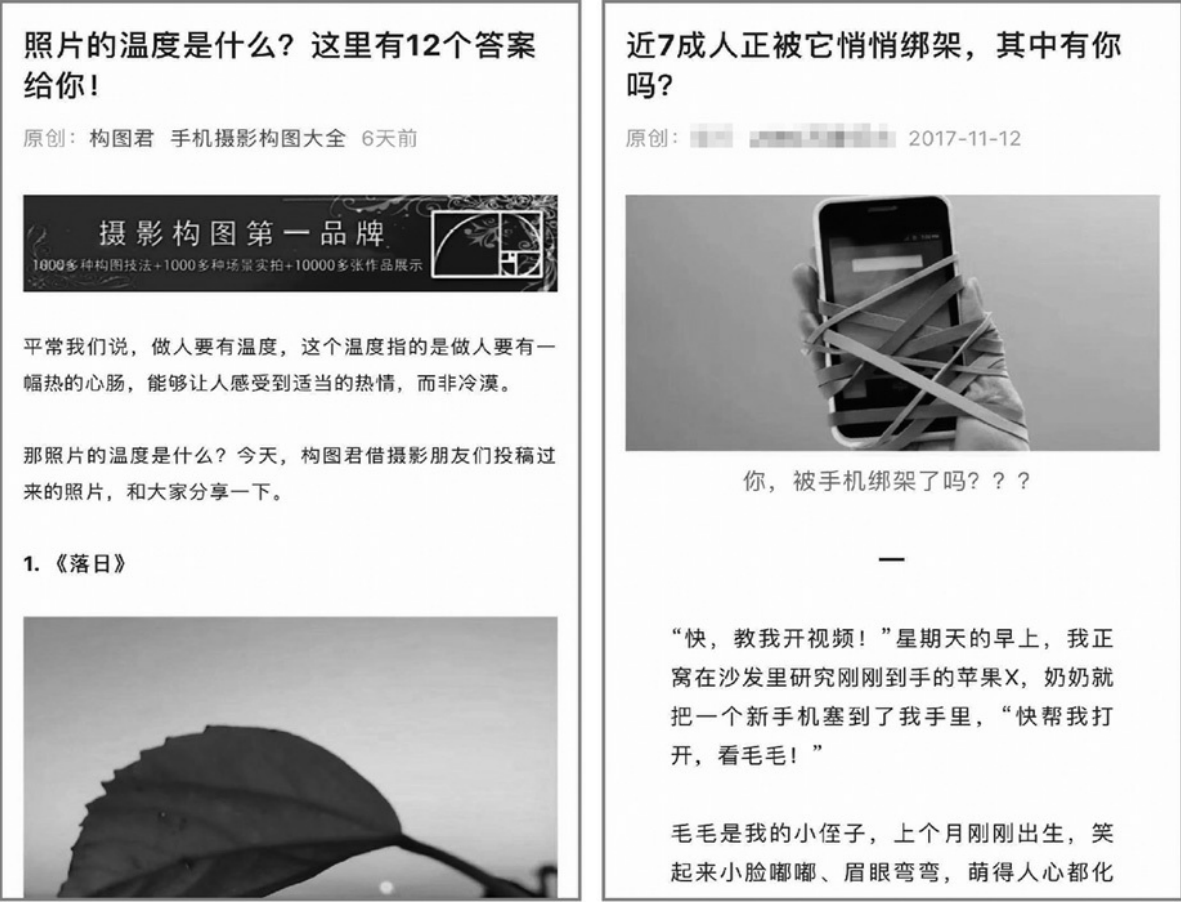 照片的温度是什么？这里有12个答案
给你！
原创：构图君 手机摄影构图大全 6天前
摄影构图第一品牌
1000多种构图技法+1000多种场景实拍+10000多张作品展示
平常我们说，做人要有温度，这个温度指的是做人要有一
幅热的心肠，能够让人感受到适当的热情，而非冷漠。
那照片的温度是什么？今天，构图君借摄影朋友们投稿过
来的照片，和大家分享一下。
1.《落日》
近7成人正被它悄悄绑架，其中有你
吗？
原创： 2017-11-12
你，被手机绑架了吗？？？
一
“快，教我开视频！”星期天的早上，我正
窝在沙发里研究刚刚到手的苹果X，奶奶就
把一个新手机塞到了我手里，“快帮我打
开，看毛毛！”
毛毛是我的小侄子，上个月刚刚出生，笑
起来小脸嘟嘟、眉眼弯弯，萌得人心都化